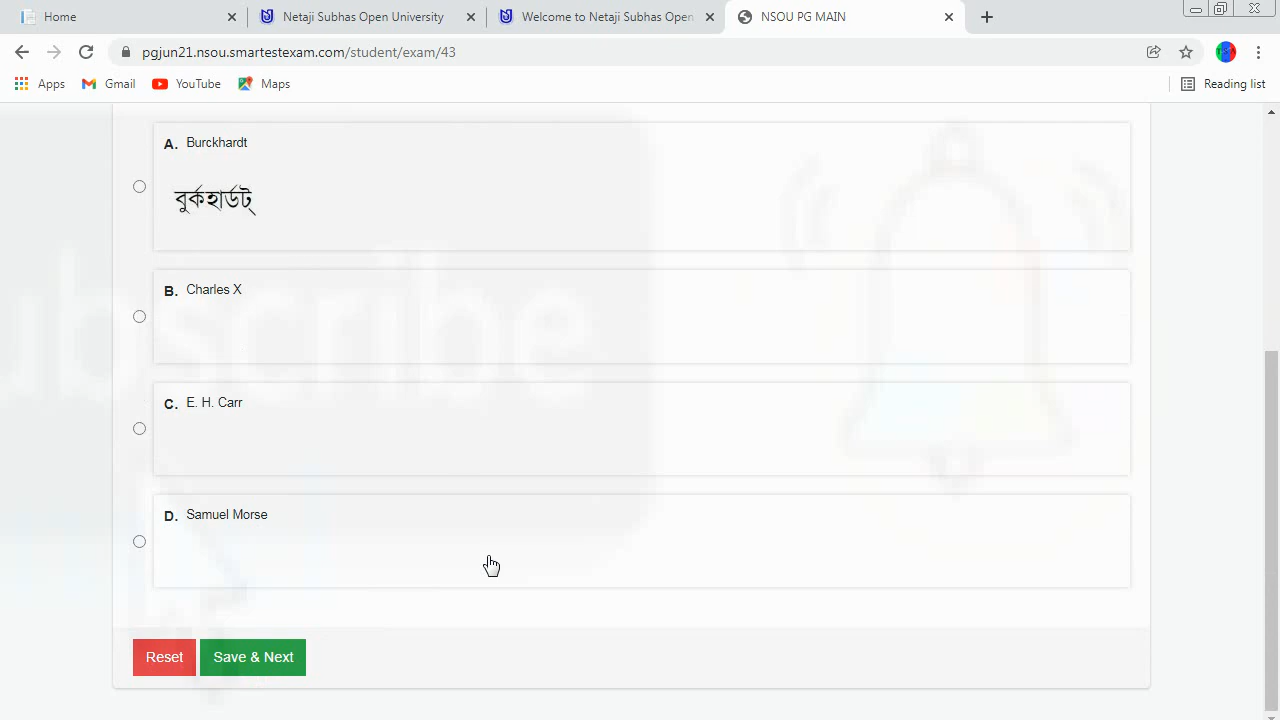 Home
Netaji Subhas Open University
Welcome to Netaji Subhas Open
NSOU PG MAIN
pgjun21.nsou.smartestexam.com/student/exam/43
Apps
Gmail
YouTube
Maps
Reading list
A. Burckhardt
বুর্কহার্ডট্
B. Charles X
C. E. H. Carr
D. Samuel Morse
ubscribe
Reset
Save & Next